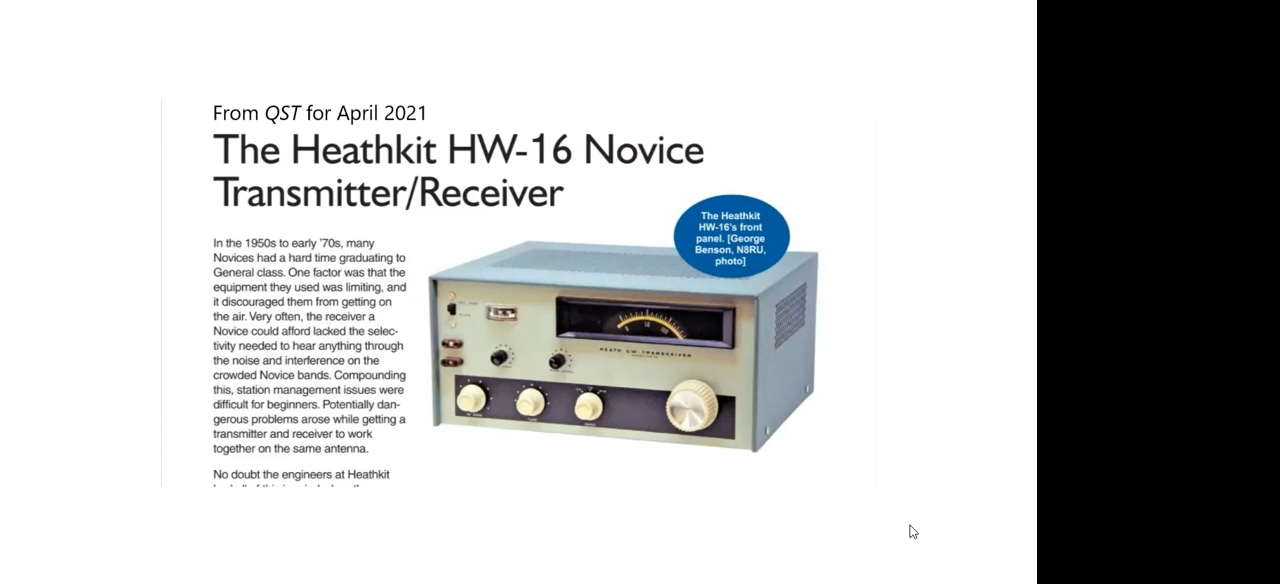 From QST for April 2021
The Heathkit HW-16 Novice
Transmitter/Receiver
The Heathkit
HW-16's front
panel. [George
Benson, N8RU,
photo]
In the 1950s to early '70s, many
Novices had a hard time graduating to
General class. One factor was that the
equipment they used was limiting, and
it discouraged them from getting on
the air. Very often, the receiver a
Novice could afford lacked the selec-
tivity needed to hear anything through
the noise and interference on the
crowded Novice bands. Compounding
this, station management issues were
difficult for beginners. Potentially dan-
gerous problems arose while getting a
transmitter and receiver to work
together on the same antenna.
No doubt the engineers at Heathkit
HEATH CW TRANSCEIVER